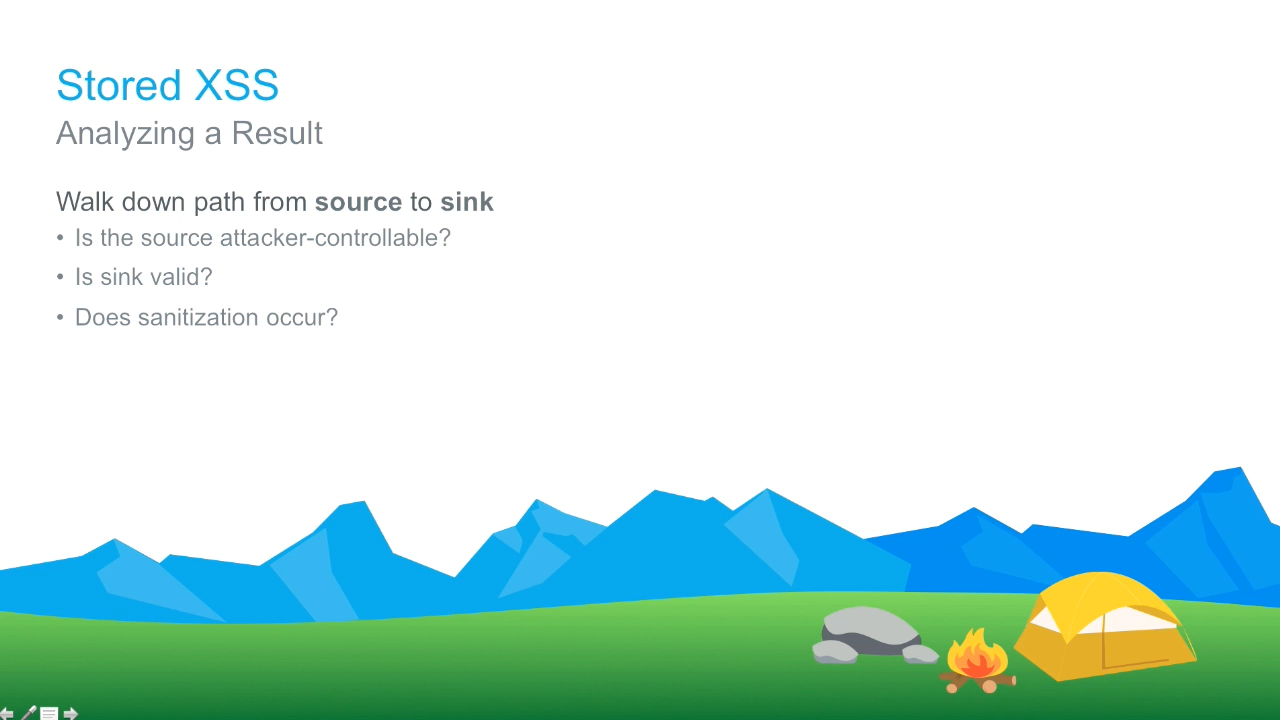 Stored XSS
Analyzing a Result
Walk down path from source to sink
• Is the source attacker-controllable?
• Is sink valid?
• Does sanitization occur?